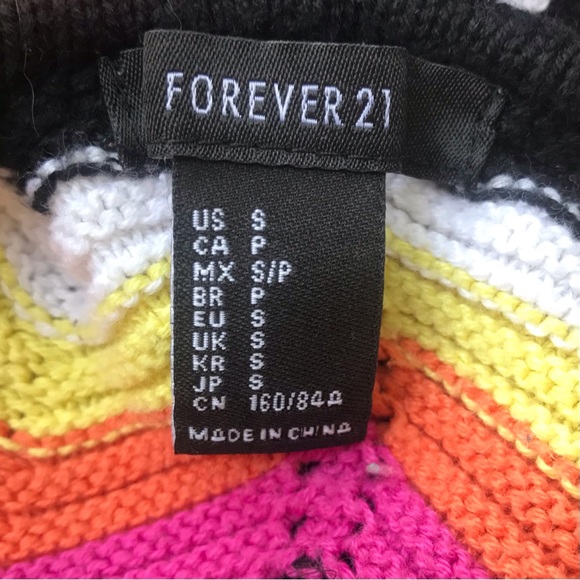 FOREVER 21
US S
CA P
MX S/P
BR P
EU S
UK S
KR S
JP S
CN 160/84A
MADE IN CHINA